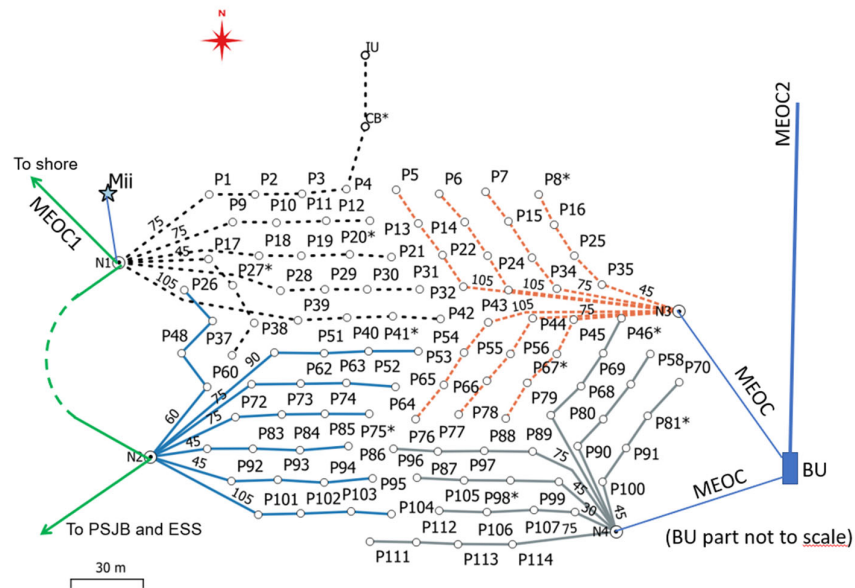 N
IU
CB*
MEOC2
To shore
Mii
MEOC1
P1 P2 P3 P4 P5 P6 P7 P8*
75
P9 P10 P11 P12 P13 P14 P15 P16
75
45 P17 P18 P19 P20* P21 P22 P24 P25
N1
P27* P28 P29 P30 P31 P32 105 105 P34 75 P35 45
105 P26
P39 P42 P43 105 P44 75 N3
P48 P37 P38 P51 P40 P41* P54 P45 P46*
P60 90 P53 P55 P56 P58
P62 P63 P52 P67* P69 P70
75 P65 P66 P68
60 75 P72 P73 P74 P64 P78 P79 P80 P81*
MEOC
45 P83 P84 P85 P75* P76 P77 P88 P89 P90 P91
N2
P86 P96 P87 P97 75 BU
45 P92 P93 P94 P95 45 P100
MEOC
105 P101 P102 P103 P104 P105 P98* P99 30 45
P112 P106 P107 75 N4
To PSJB and ESS
(BU part not to scale)
P111 P113 P114
30 m